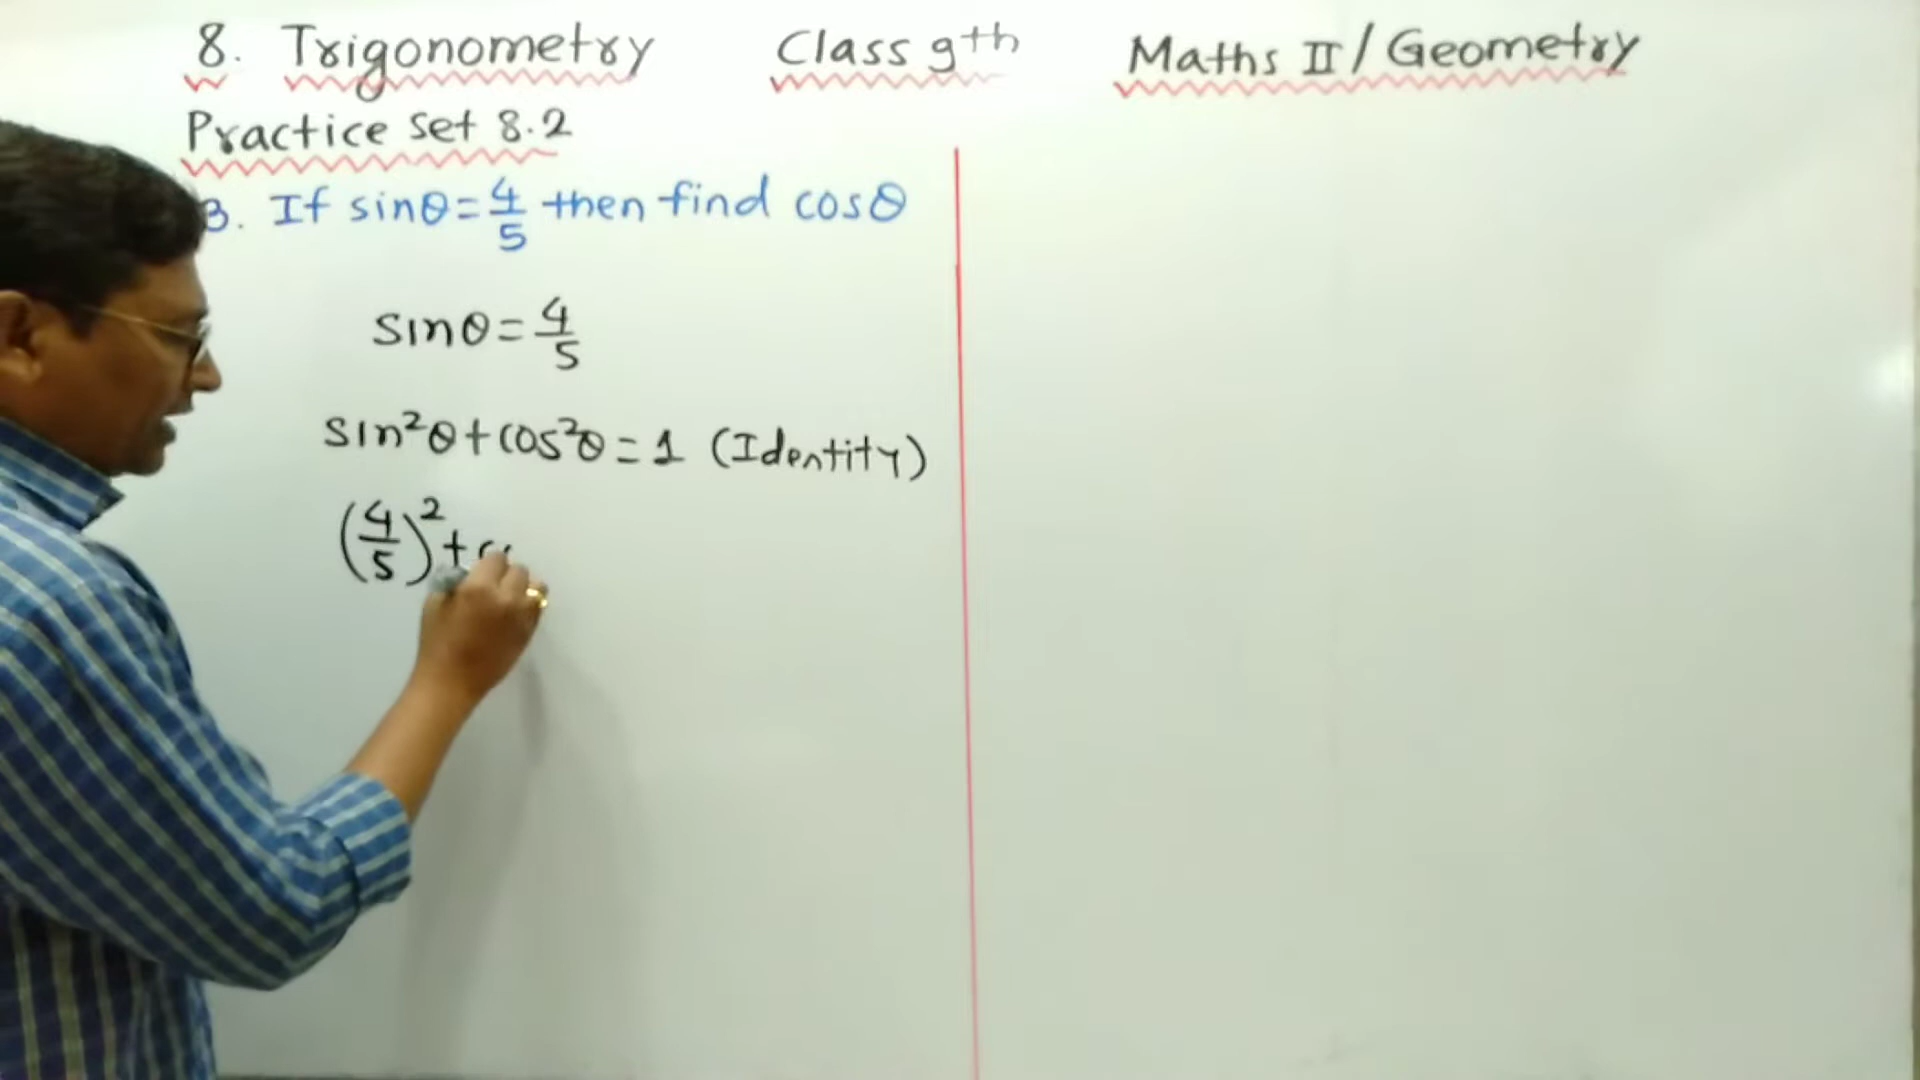 8. Trigonometry Class 9th Maths II / Geometry
Practice set 8.2
3. If sinθ = 4/5 then find cosθ
sinθ = 4/5
sin²θ + cos²θ = 1 (Identity)
(4/5)² + c